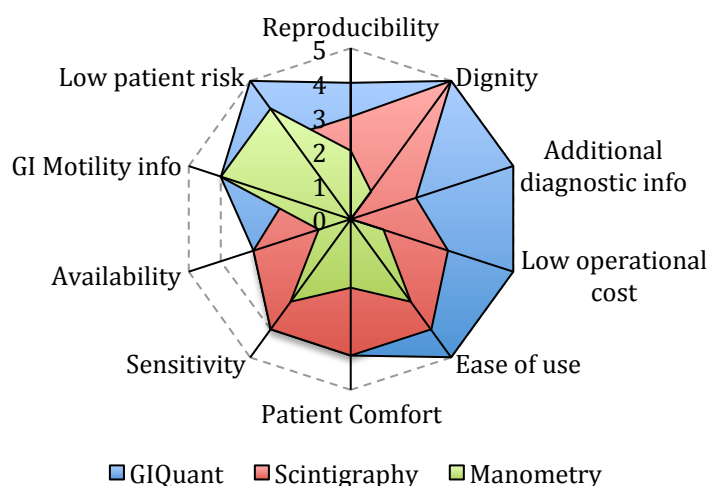 Reproducibility
5
Low patient risk
4
Dignity
3
GI Motility info
2
Additional
diagnostic info
1
0
Availability
Low operational
cost
Sensitivity
Ease of use
Patient Comfort
GIQuant
Scintigraphy
Manometry